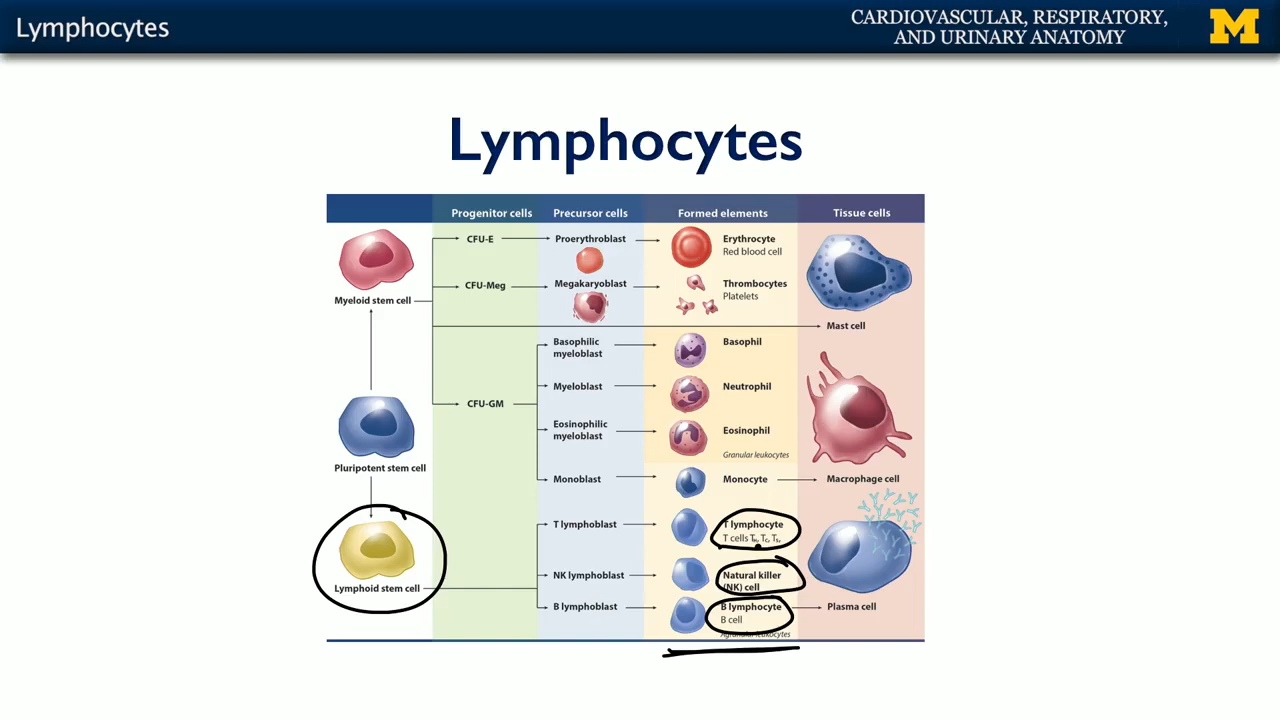 Lymphocytes
CARDIOVASCULAR, RESPIRATORY,
AND URINARY ANATOMY
M
Lymphocytes
Progenitor cells
Precursor cells
Formed elements
Tissue cells
CFU-E
Proerythroblast
Erythrocyte
Red blood cell
Myeloid stem cell
CFU-Meg
Megakaryoblast
Thrombocytes
Platelets
Mast cell
Basophilic
myeloblast
Basophil
Myeloblast
Neutrophil
CFU-GM
Eosinophilic
myeloblast
Eosinophil
Granular leukocytes
Pluripotent stem cell
Monoblast
Monocyte
Macrophage cell
T lymphoblast
T lymphocyte
T cells
Lymphoid stem cell
NK lymphoblast
Natural killer
(NK) cell
B lymphoblast
B lymphocyte
B cell
Plasma cell
Agranular leukocytes